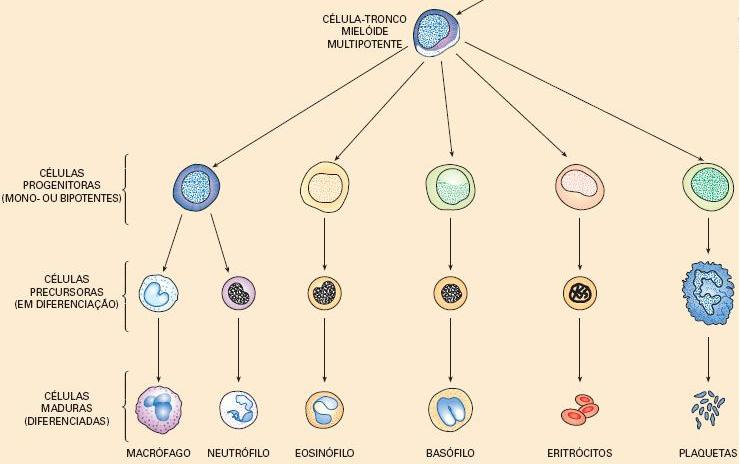 CÉLULA-TRONCO
MIELÓIDE
MULTIPOTENTE
CÉLULAS
PROGENITORAS
(MONO- OU BIPOTENTES)
CÉLULAS
PRECURSORAS
(EM DIFERENCIAÇÃO)
CÉLULAS
MADURAS
(DIFERENCIADAS)
MACRÓFAGO NEUTRÓFILO EOSINÓFILO BASÓFILO ERITRÓCITOS PLAQUETAS